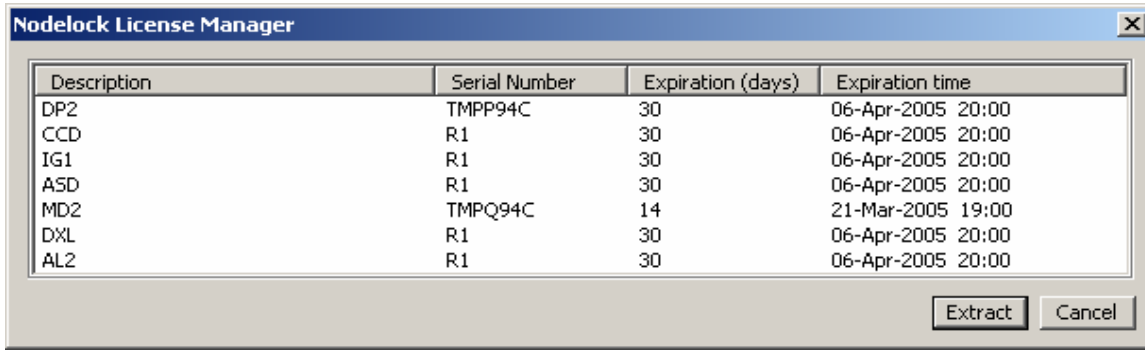 Nodelock License Manager
Description Serial Number Expiration (days) Expiration time
DP2 TMPP94C 30 06-Apr-2005 20:00
CCD R1 30 06-Apr-2005 20:00
IG1 R1 30 06-Apr-2005 20:00
ASD R1 30 06-Apr-2005 20:00
MD2 TMPQ94C 14 21-Mar-2005 19:00
DXL R1 30 06-Apr-2005 20:00
AL2 R1 30 06-Apr-2005 20:00
Extract Cancel